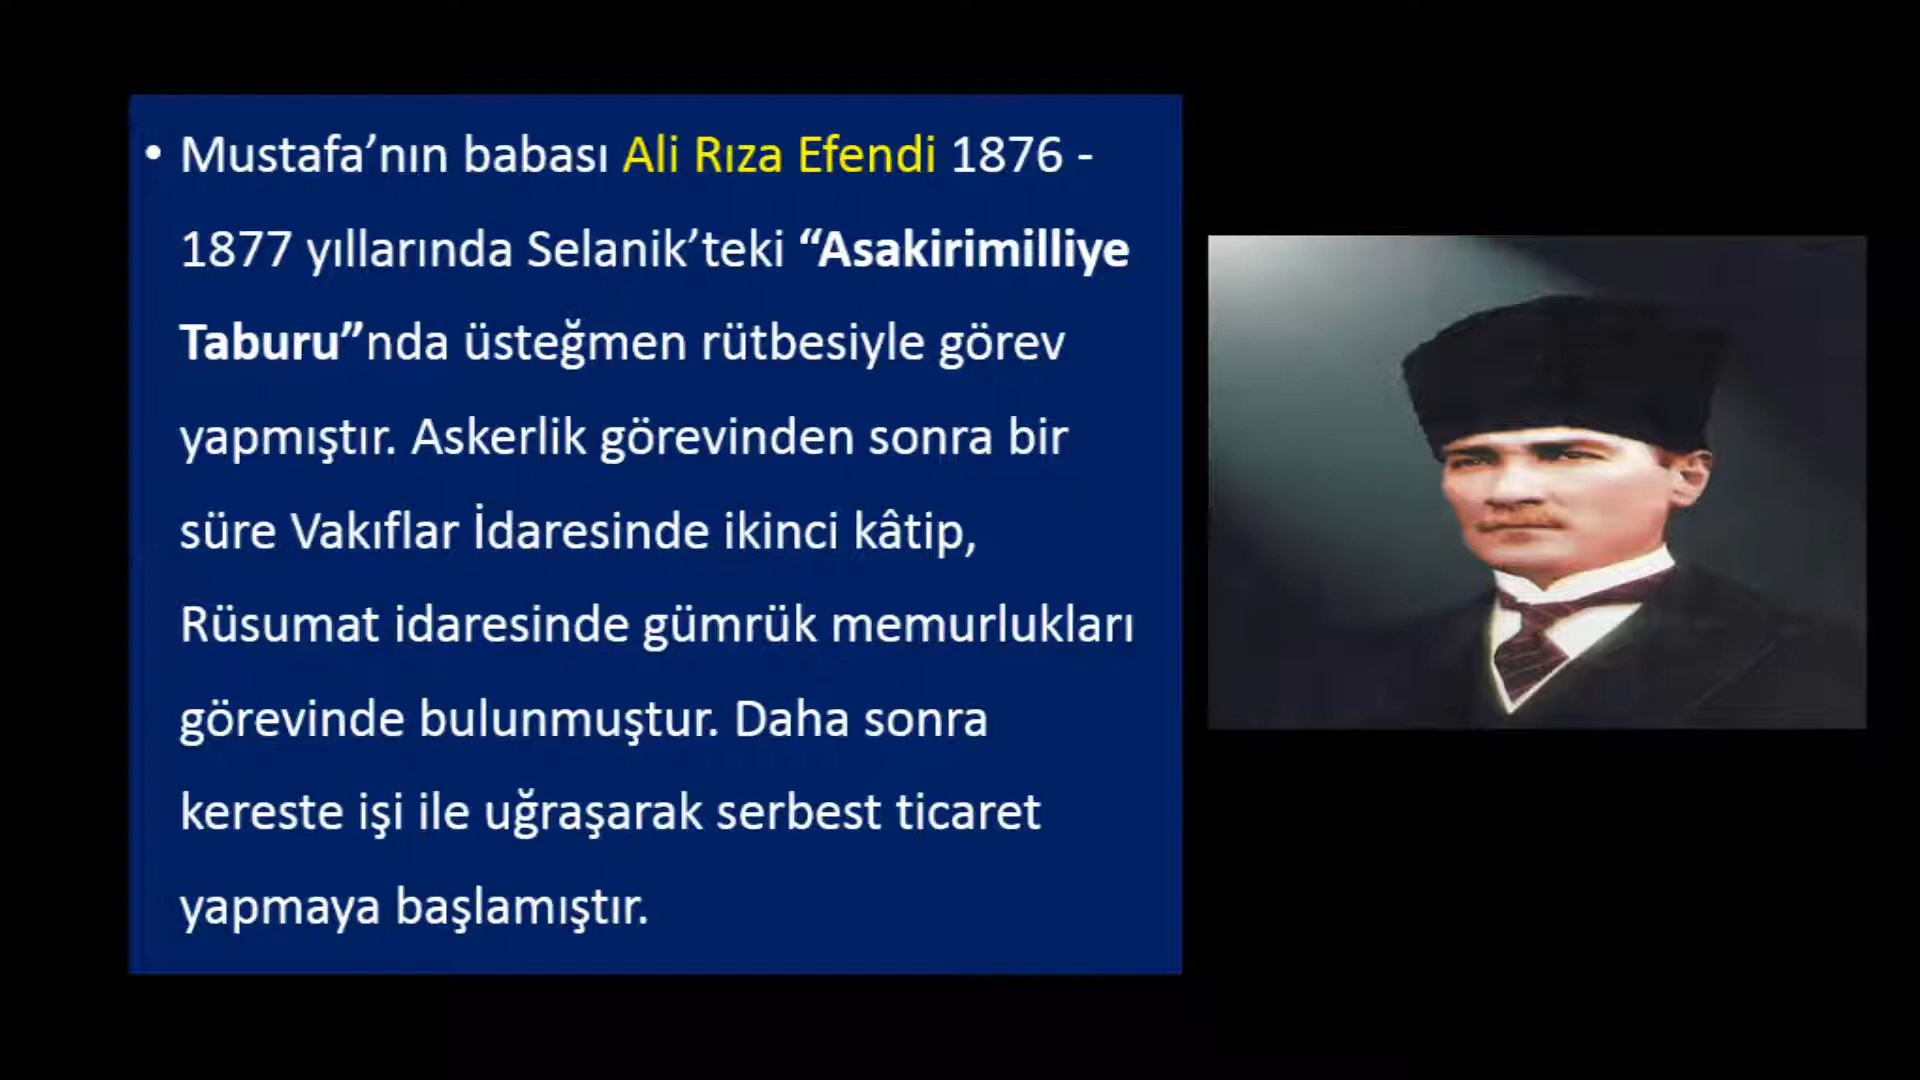 • Mustafa’nın babası Ali Rıza Efendi 1876 -
1877 yıllarında Selanik’teki “Asakirimilliye
Taburu”nda üsteğmen rütbesiyle görev
yapmıştır. Askerlik görevinden sonra bir
süre Vakıflar İdaresinde ikinci kâtip,
Rüsumat idaresinde gümrük memurlukları
görevinde bulunmuştur. Daha sonra
kereste işi ile uğraşarak serbest ticaret
yapmaya başlamıştır.